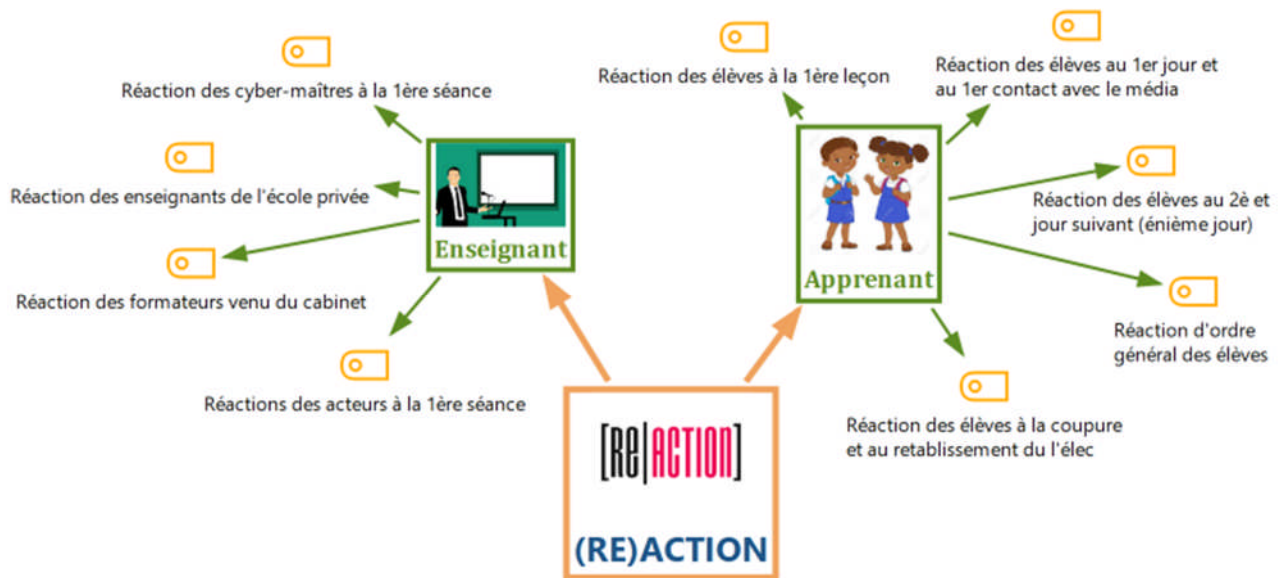 Réaction des cyber-maîtres à la 1ère séance
Réaction des enseignants de l'école privée
Réaction des formateurs venu du cabinet
Réactions des acteurs à la 1ère séance
Enseignant
Réaction des élèves à la 1ère leçon
Réaction des élèves au 1er jour et
au 1er contact avec le média
Réaction des élèves au 2è et
jour suivant (énième jour)
Réaction d'ordre
général des élèves
Réaction des élèves à la coupure
et au retablissement du l'élec
Apprenant
[Re|ACTION]
(RE)ACTION